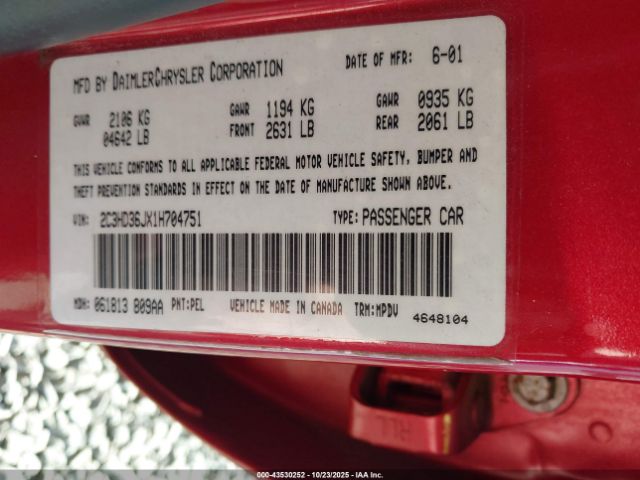 MFD BY DAIMLERCHRYSLER CORPORATION DATE OF MFR: 6-01
GVWR 2106 KG GAWR 1194 KG GAWR 0935 KG
04642 LB FRONT 2631 LB REAR 2061 LB
THIS VEHICLE CONFORMS TO ALL APPLICABLE FEDERAL MOTOR VEHICLE SAFETY, BUMPER AND
THEFT PREVENTION STANDARDS IN EFFECT ON THE DATE OF MANUFACTURE SHOWN ABOVE.
VIN: 2C3HD36JX1H704751 TYPE: PASSENGER CAR
MDH: 061813 809AA PNT:PEL VEHICLE MADE IN CANADA TRM:MPDV
4648104
RLL
000-43530252 - 10/23/2025 - IAA Inc.